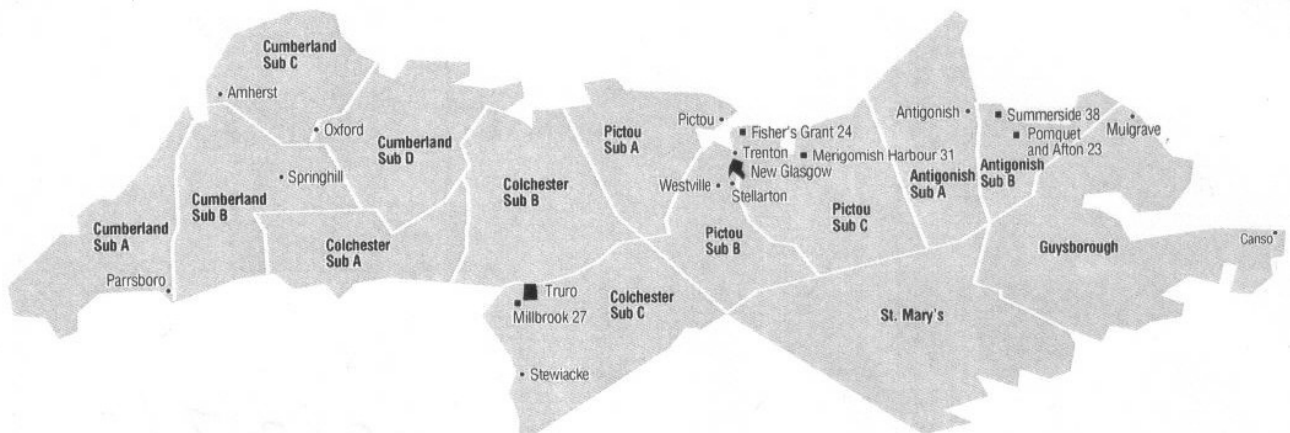 Cumberland
Sub C
Amherst
Oxford
Cumberland
Sub D
Springhill
Cumberland
Sub B
Cumberland
Sub A
Parrsboro
Colchester
Sub A
Colchester
Sub B
Pictou
Sub A
Pictou
Fisher's Grant 24
Trenton
Merigomish Harbour 31
New Glasgow
Westville
Stellarton
Pictou
Sub B
Pictou
Sub C
Truro
Millbrook 27
Colchester
Sub C
Stewiacke
Antigonish
Antigonish
Sub A
Summerside 38
Pomquet
and Afton 23
Antigonish
Sub B
Mulgrave
Guysborough
Canso
St. Mary's